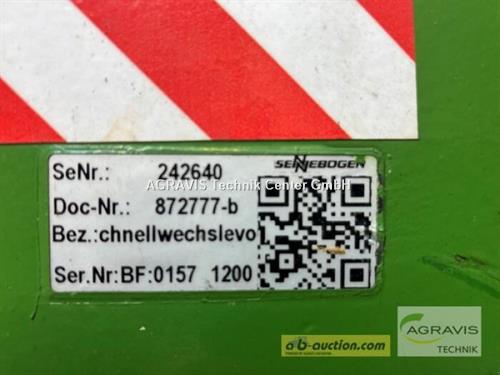 SENNEBOGEN
SeNr.: 242640
AGRAVIS Technik Center GmbH
Doc-Nr.: 872777-b
Bez.:chnellwechslevo
Ser.Nr:BF:0157 1200
a-b-auction.com
AGRAVIS
TECHNIK